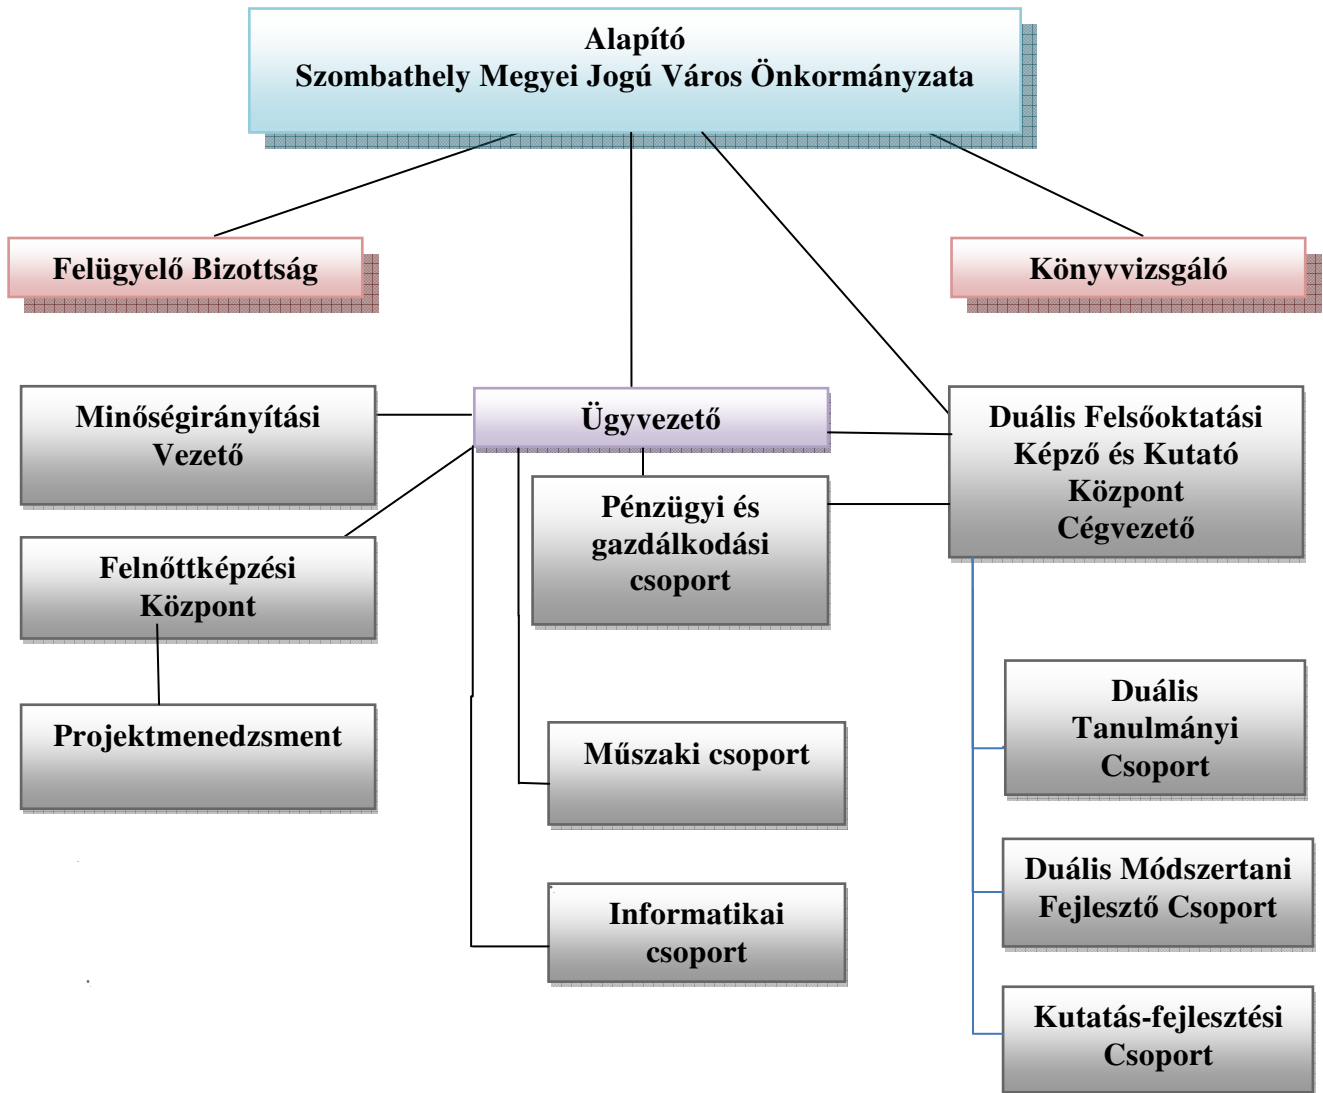 Alapító
Szombathely Megyei Jogú Város Önkormányzata
Felügyelő Bizottság
Könyvvizsgáló
Minőségirányítási
Vezető
Ügyvezető
Duális Felsőoktatási
Képző és Kutató
Központ
Cégvezető
Pénzügyi és
gazdálkodási
csoport
Felnőttképzési
Központ
Projektmenedzsment
Műszaki csoport
Informatikai
csoport
Duális
Tanulmányi
Csoport
Duális Módszertani
Fejlesztő Csoport
Kutatás-fejlesztési
Csoport